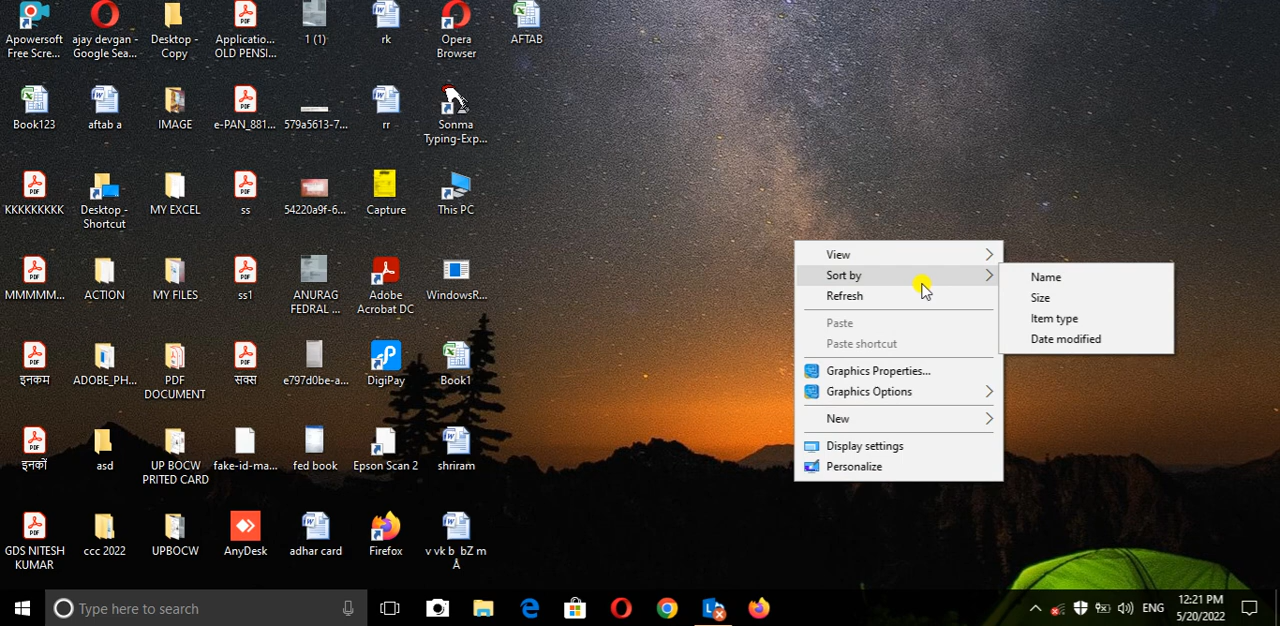 Apowersoft
Free Scre...
ajay devgan -
Google Sea...
Desktop -
Copy
Applicatio...
OLD PENSI...
1 (1)
rk
Opera
Browser
AFTAB
Book123
aftab a
IMAGE
e-PAN_881...
579a5613-7...
rr
Sonma
Typing-Exp...
KKKKKKKKK
Desktop -
Shortcut
MY EXCEL
ss
54220a9f-6...
Capture
This PC
MMMMM...
ACTION
MY FILES
ss1
ANURAG
FEDRAL ...
Adobe
Acrobat DC
WindowsR...
इनकम
ADOBE_PH...
PDF
DOCUMENT
सक्स
e797d0be-a...
DigiPay
Book1
इनकों
asd
UP BOCW
PRITED CARD
fake-id-ma...
fed book
Epson Scan 2
shriram
GDS NITESH
KUMAR
ccc 2022
UPBOCW
AnyDesk
adhar card
Firefox
v vk b bZ m
Å
View
Sort by
Refresh
Paste
Paste shortcut
Graphics Properties...
Graphics Options
New
Display settings
Personalize
Name
Size
Item type
Date modified
Type here to search
ENG
12:21 PM
5/20/2022